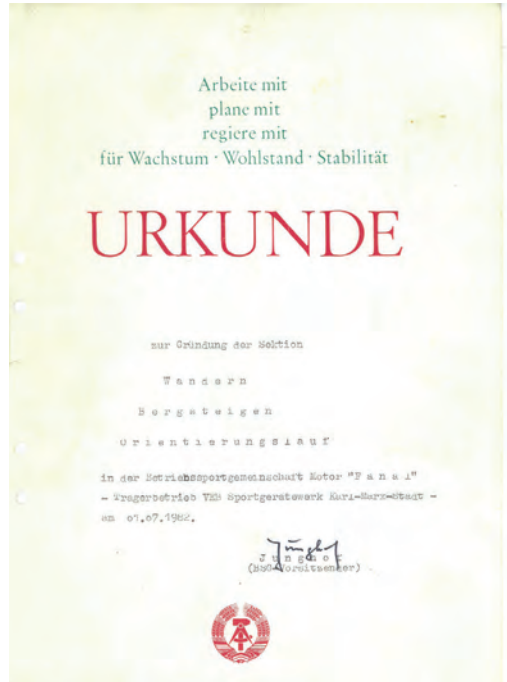 Arbeite mit
plane mit
regiere mit
für Wachstum · Wohlstand · Stabilität
URKUNDE
zur Gründung der Sektion
Wandern
Bergsteigen
Orientierungslauf
in der Betriebssportgemeinschaft Motor "Fanal"
- Trägerbetrieb VEB Sportgerätewerk Karl-Marx-Stadt -
am 01.07.1982.
Junghof
(BSG-Vorsitzender)